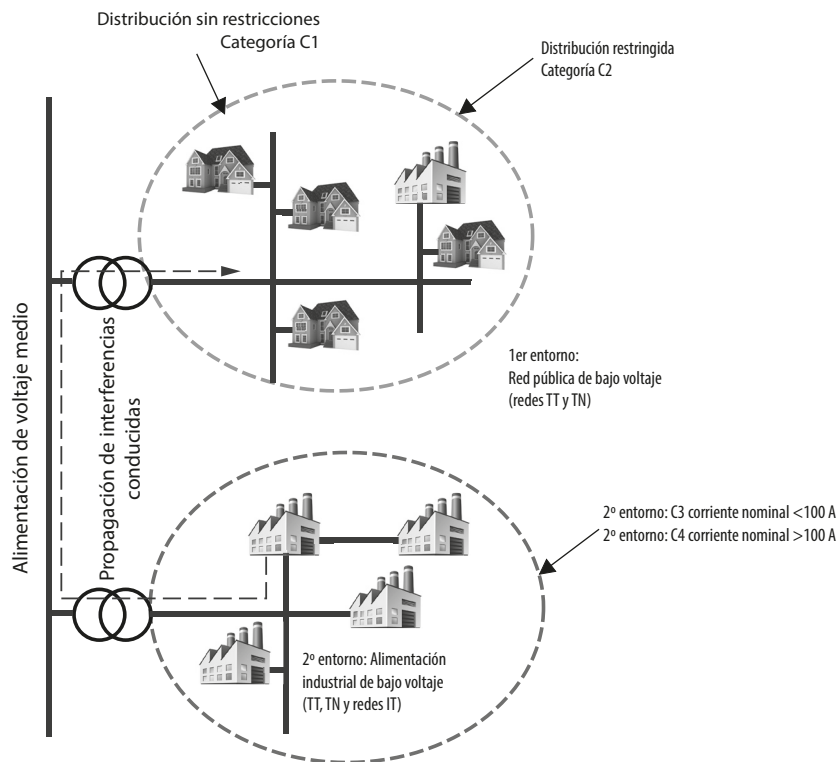 Distribución sin restricciones
Categoría C1
Distribución restringida
Categoría C2
Alimentación de voltaje medio
Propagación de interferencias
conducidas
1er entorno:
Red pública de bajo voltaje
(redes TT y TN)
2º entorno: C3 corriente nominal <100 A
2º entorno: C4 corriente nominal >100 A
2º entorno: Alimentación
industrial de bajo voltaje
(TT, TN y redes IT)